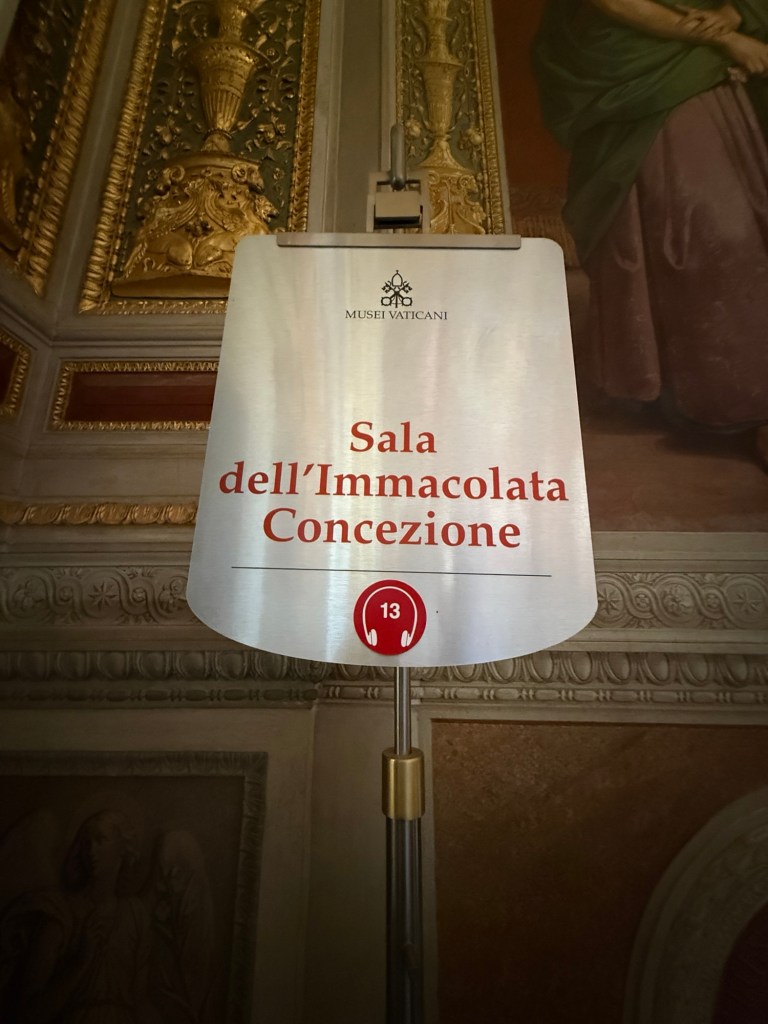 MUSEI VATICANI
Sala
dell'Immacolata
Concezione
13